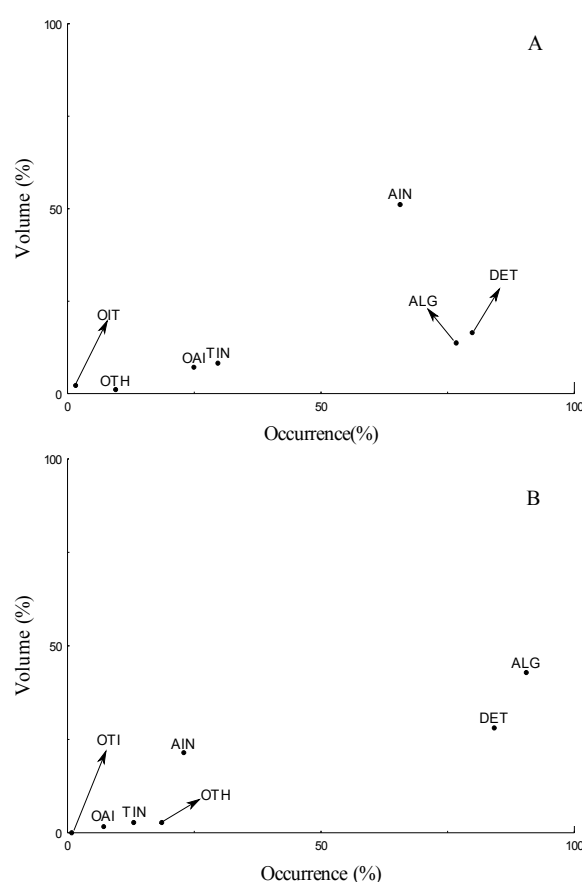 100
A
Volume (%)
AIN
50
DET
ALG
OIT
OAI TIN
OTH
0
0 50 100
Occurrence(%)
100
B
Volume (%)
50
ALG
DET
OTI
AIN
OTH
OAI TIN
0
0 50 100
Occurrence (%)